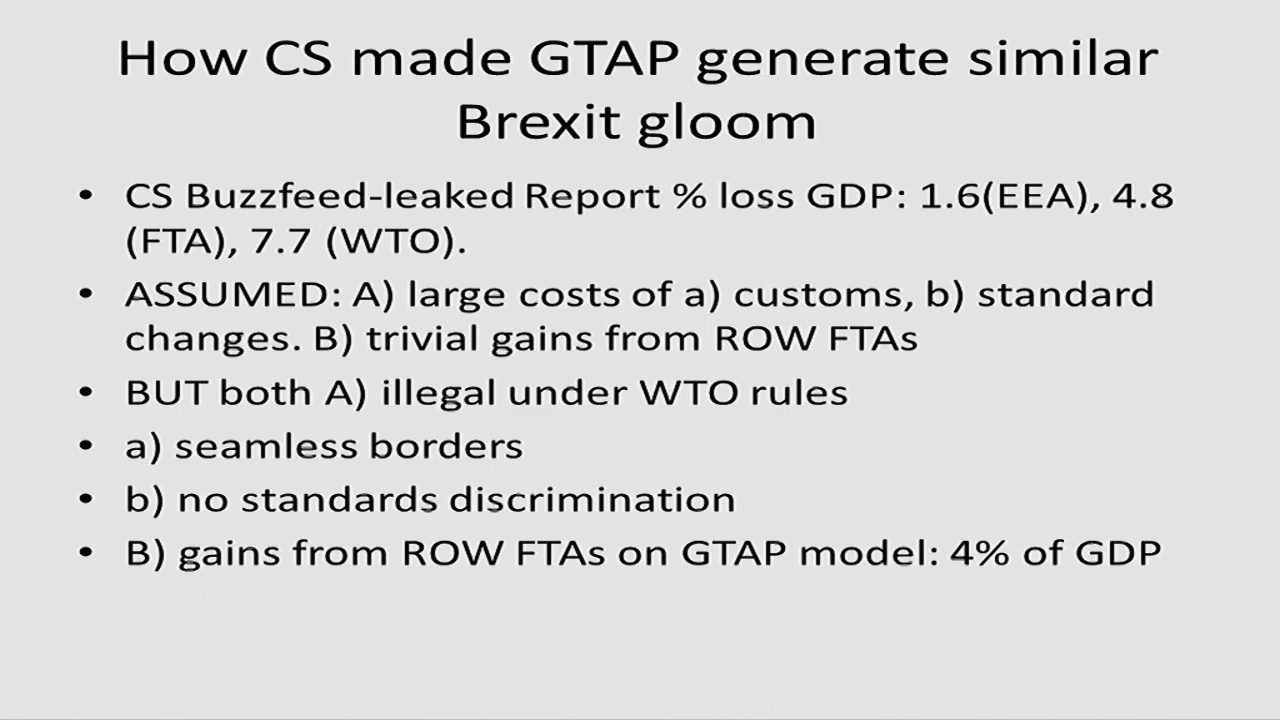 How CS made GTAP generate similar
Brexit gloom
• CS Buzzfeed-leaked Report % loss GDP: 1.6(EEA), 4.8
(FTA), 7.7 (WTO).
• ASSUMED: A) large costs of a) customs, b) standard
changes. B) trivial gains from ROW FTAs
• BUT both A) illegal under WTO rules
• a) seamless borders
• b) no standards discrimination
• B) gains from ROW FTAs on GTAP model: 4% of GDP